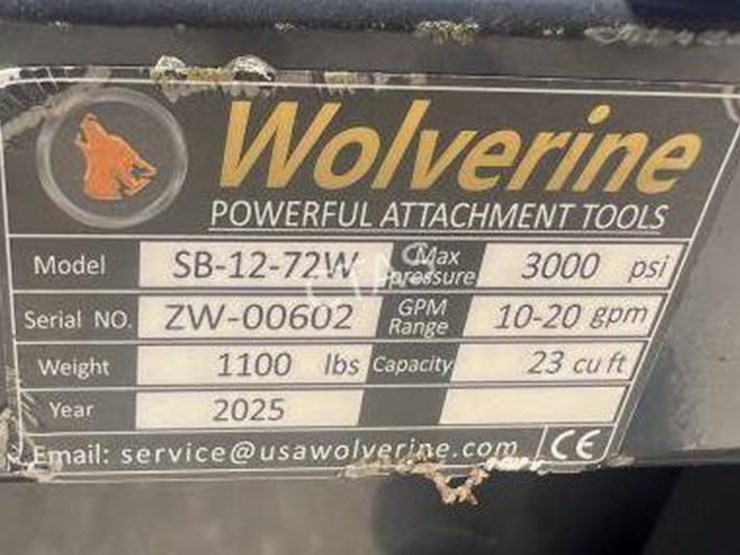 Wolverine
POWERFUL ATTACHMENT TOOLS
Model SB-12-72W Max pressure 3000 psi
Serial NO. ZW-00602 GPM Range 10-20 gpm
Weight 1100 lbs Capacity 23 cu ft
Year 2025
Email: service@usawolverine.com CE